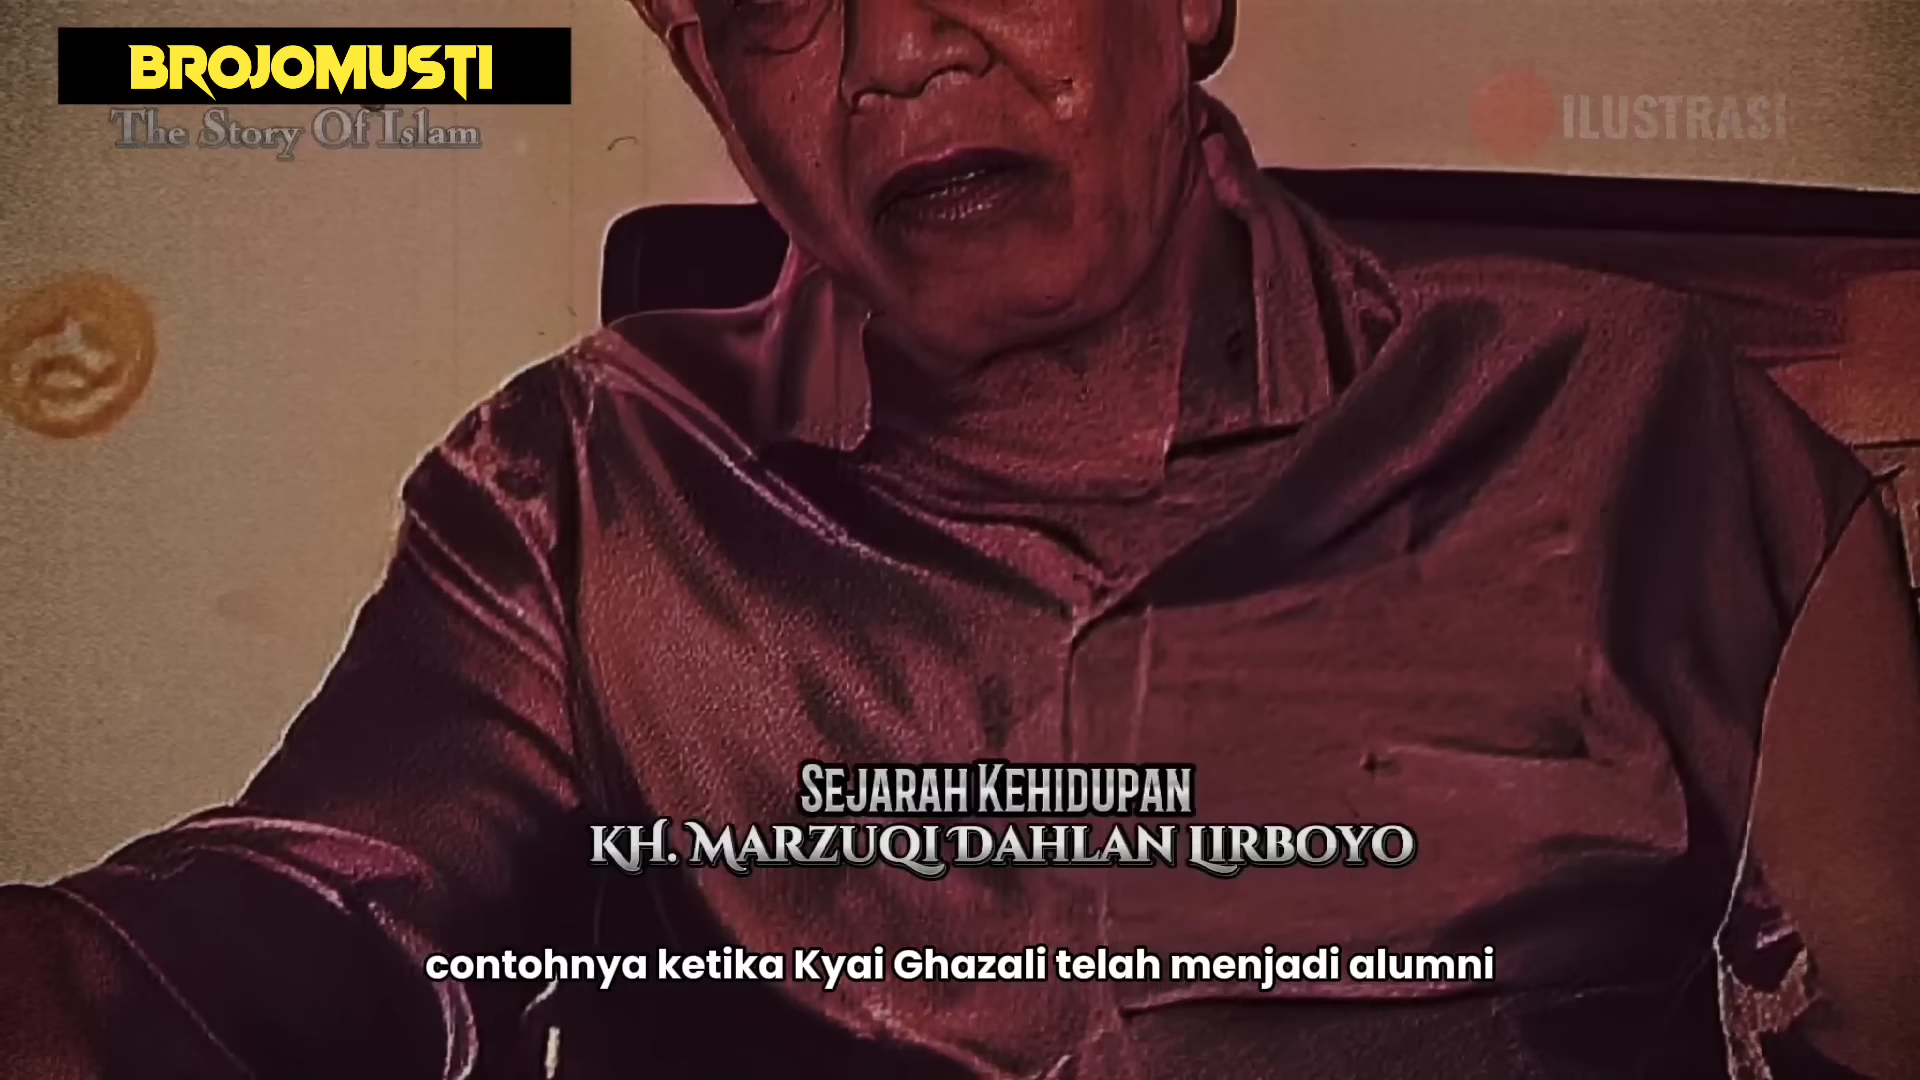 BROJOMUSTI
The Story Of Islam
ILUSTRASI
SEJARAH KEHIDUPAN
KH. MARZUQI DAHLAN LIRBOYO
contohnya ketika Kyai Ghazali telah menjadi alumni